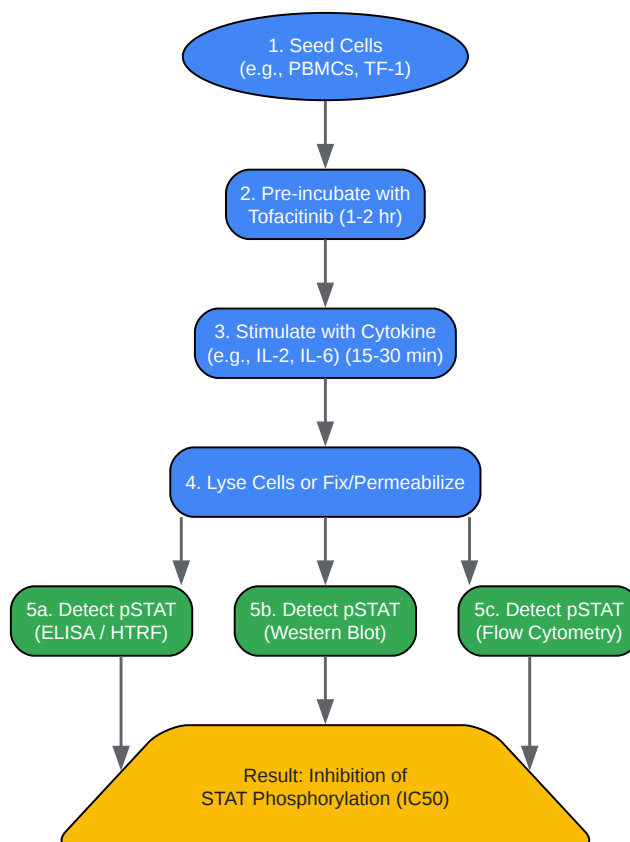 1. Seed Cells
(e.g., PBMCs, TF-1)
2. Pre-incubate with
Tofacitinib (1-2 hr)
3. Stimulate with Cytokine
(e.g., IL-2, IL-6) (15-30 min)
4. Lyse Cells or Fix/Permeabilize
5a. Detect pSTAT
(ELISA / HTRF)
5b. Detect pSTAT
(Western Blot)
5c. Detect pSTAT
(Flow Cytometry)
Result: Inhibition of
STAT Phosphorylation (IC50)